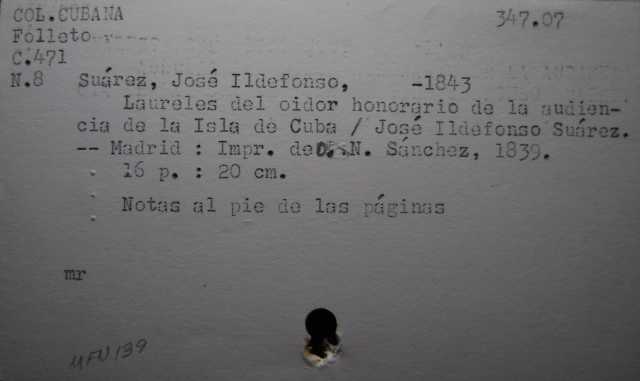 COL.CUBANA 347.07
Folleto
C.471
N.8 Suárez, José Ildefonso, -1843
Laureles del oidor honorario de la audien-
cia de la Isla de Cuba / José Ildefonso Suárez.
-- Madrid : Impr. de D. N. Sánchez, 1839.
16 p. : 20 cm.
Notas al pie de las páginas
mr
MFN 139